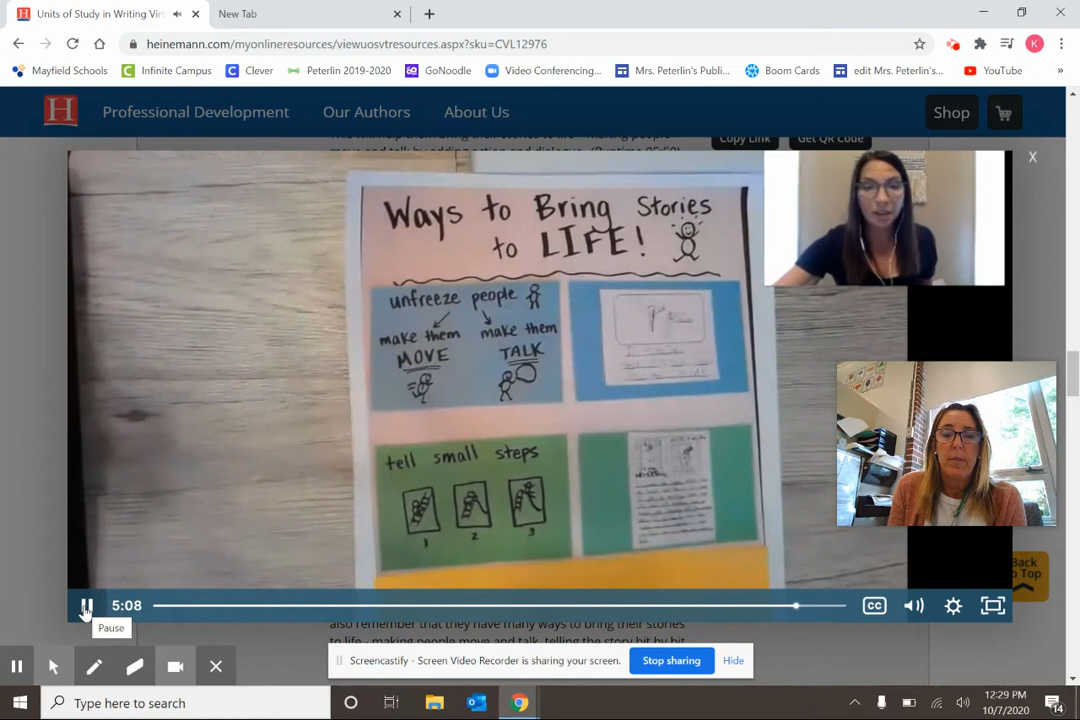 Units of Study in Writing Virt
New Tab
heinemann.com/myonlineresources/viewuosvtresources.aspx?sku=CVL12976
Mayfield Schools
Infinite Campus
Clever
Peterlin 2019-2020
GoNoodle
Video Conferencing...
Mrs. Peterlin's Publi...
Boom Cards
edit Mrs. Peterlin's...
YouTube
»
H Professional Development Our Authors About Us Shop
Copy Link Get QR Code
X
Ways to Bring Stories
to LIFE!
unfreeze people
make them
MOVE
make them
TALK
tell small steps
1 2 3
5:08
CC
Pause
Back
To Top
also remember that they have many ways to bring their stories
to life - making people move and talk, telling the story bit by bit
Screencastify - Screen Video Recorder is sharing your screen. Stop sharing Hide
Type here to search
12:29 PM
10/7/2020
14